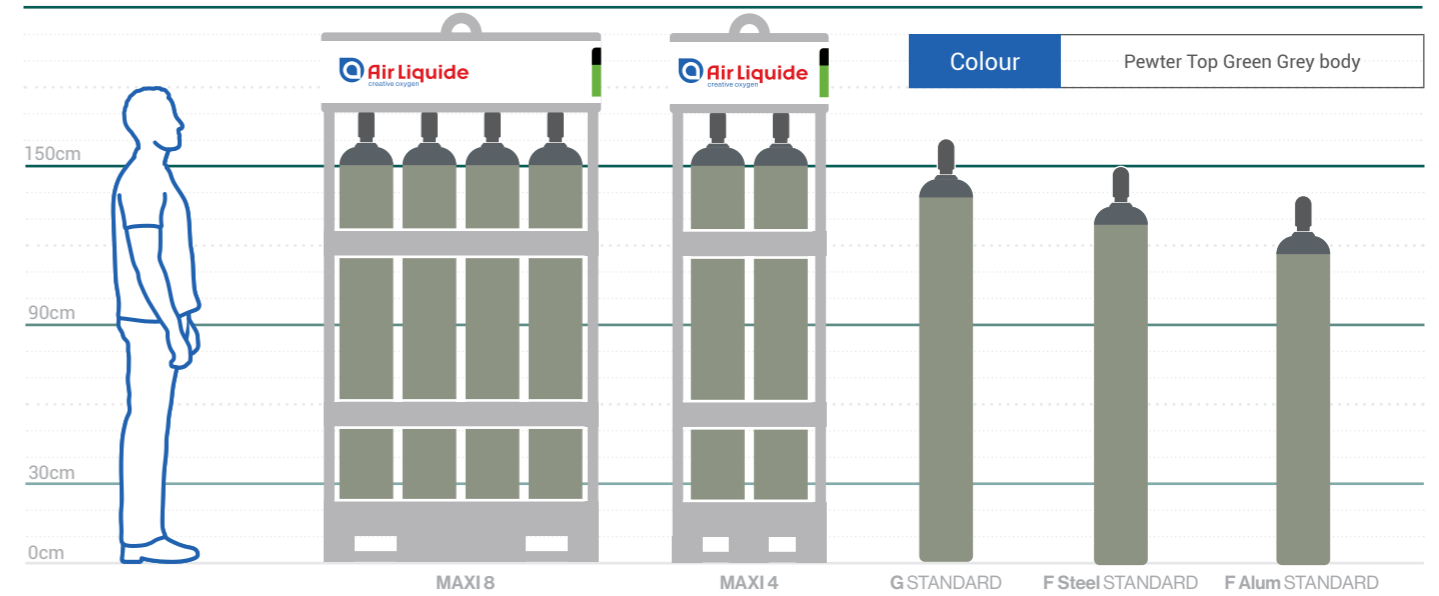 Air Liquide
creative oxygen
Air Liquide
creative oxygen
Colour
Pewter Top Green Grey body
150cm
90cm
30cm
0cm
MAXI 8
MAXI 4
G STANDARD
F Steel STANDARD
F Alum STANDARD